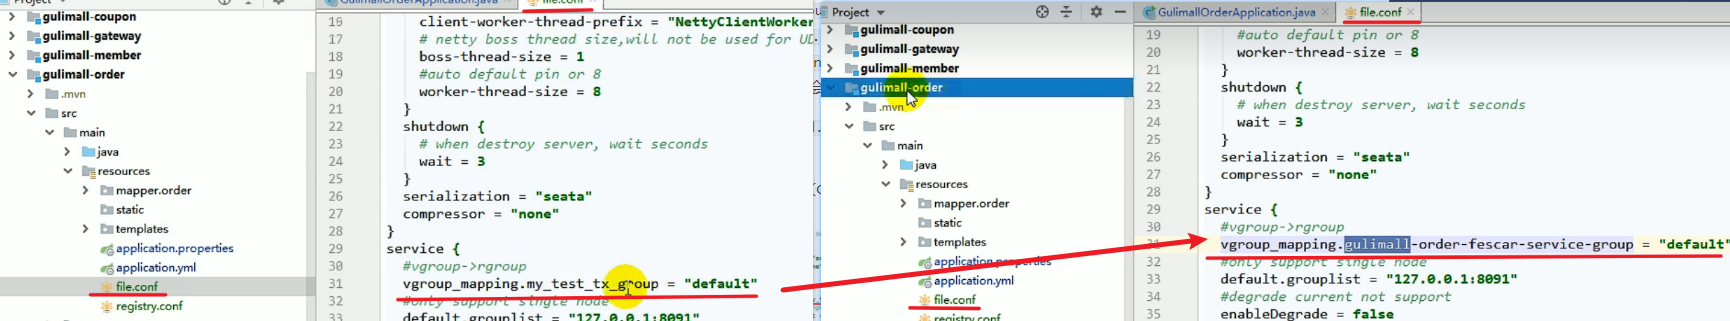 Project
gulimall-coupon
gulimall-gateway
gulimall-member
gulimall-order
.mvn
src
main
java
resources
mapper.order
static
templates
application.properties
application.yml
file.conf
registry.conf
GulimallOrderApplication.java
file.conf
16 client-worker-thread-prefix = "NettyClientWorker
17 # netty boss thread size,will not be used for UD
18 boss-thread-size = 1
19 #auto default pin or 8
20 worker-thread-size = 8
21 }
22 shutdown {
23 # when destroy server, wait seconds
24 wait = 3
25 }
26 serialization = "seata"
27 compressor = "none"
28 }
29 service {
30 #vgroup->rgroup
31 vgroup_mapping.my_test_tx_group = "default"
32 #only support single node
33 default.grouplist = "127.0.0.1:8091"
Project
gulimall-coupon
gulimall-gateway
gulimall-member
gulimall-order
.mvn
src
main
java
resources
mapper.order
static
templates
application.properties
application.yml
file.conf
registry.conf
GulimallOrderApplication.java
file.conf
19 #auto default pin or 8
20 worker-thread-size = 8
21 }
22 shutdown {
23 # when destroy server, wait seconds
24 wait = 3
25 }
26 serialization = "seata"
27 compressor = "none"
28 }
29 service {
30 #vgroup->rgroup
31 vgroup_mapping.gulimall-order-fescar-service-group = "default"
32 #only support single node
33 default.grouplist = "127.0.0.1:8091"
34 #degrade current not support
35 enableDegrade = false